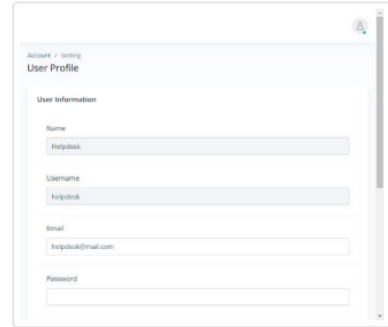 Account / Setting
User Profile
User Information
Name
Helpdesk
Username
helpdesk
Email
helpdesk@mail.com
Password